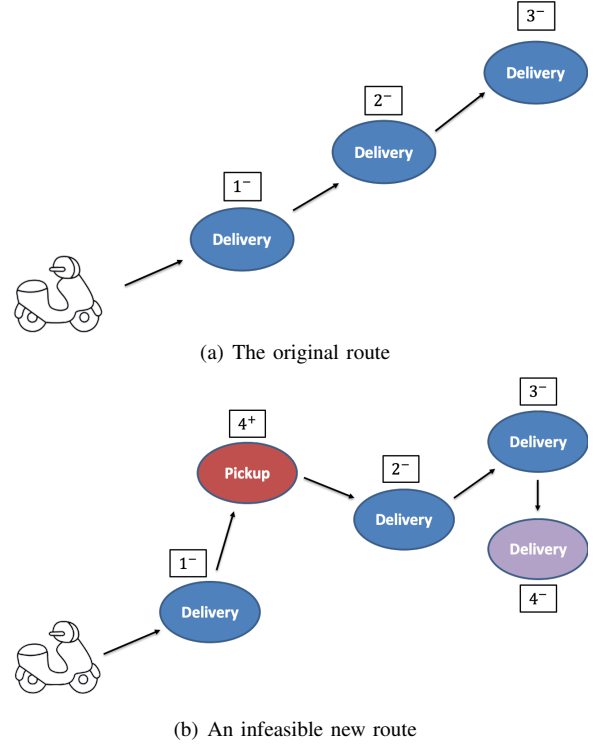 3⁻
Delivery
2⁻
Delivery
1⁻
Delivery
(a) The original route
3⁻
4⁺
Delivery
Pickup
2⁻
Delivery
Delivery
1⁻
Delivery
4⁻
(b) An infeasible new route